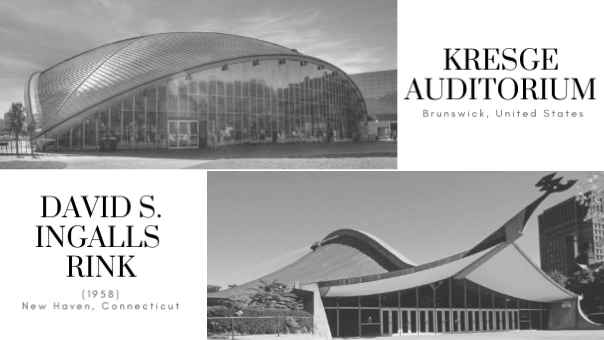 KRESGE
AUDITORIUM
Brunswick, United States
DAVID S.
INGALLS
RINK
(1958)
New Haven, Connecticut